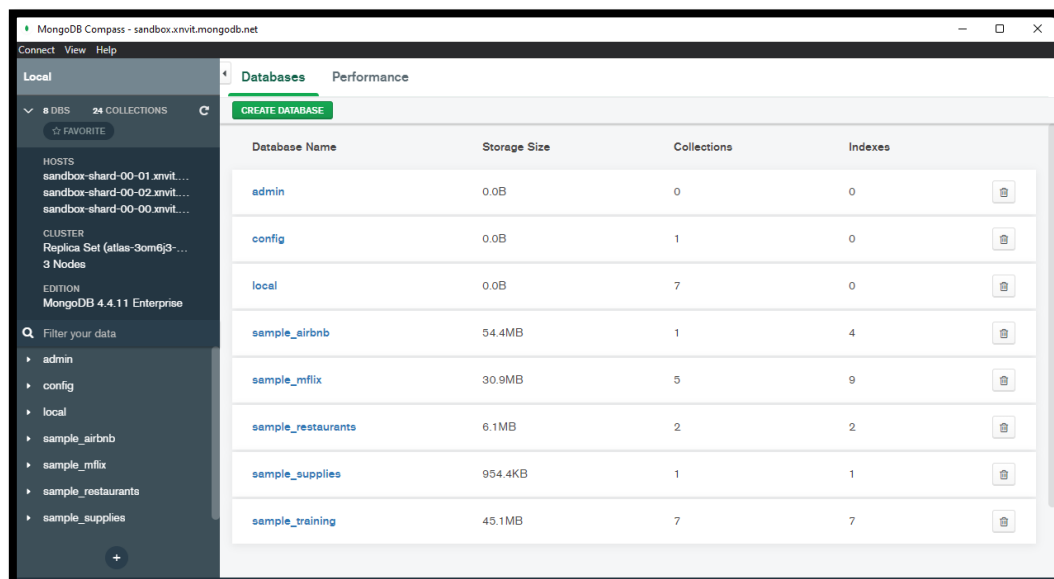 MongoDB Compass - sandbox.xnvit.mongodb.net
Connect View Help
Local
8 DBS 24 COLLECTIONS
FAVORITE
HOSTS
sandbox-shard-00-01.xnvit....
sandbox-shard-00-02.xnvit....
sandbox-shard-00-00.xnvit....
CLUSTER
Replica Set (atlas-3om6j3-...
3 Nodes
EDITION
MongoDB 4.4.11 Enterprise
Filter your data
admin
config
local
sample_airbnb
sample_mflix
sample_restaurants
sample_supplies
+
Databases Performance
CREATE DATABASE
Database Name Storage Size Collections Indexes
admin 0.0B 0 0
config 0.0B 1 0
local 0.0B 7 0
sample_airbnb 54.4MB 1 4
sample_mflix 30.9MB 5 9
sample_restaurants 6.1MB 2 2
sample_supplies 954.4KB 1 1
sample_training 45.1MB 7 7